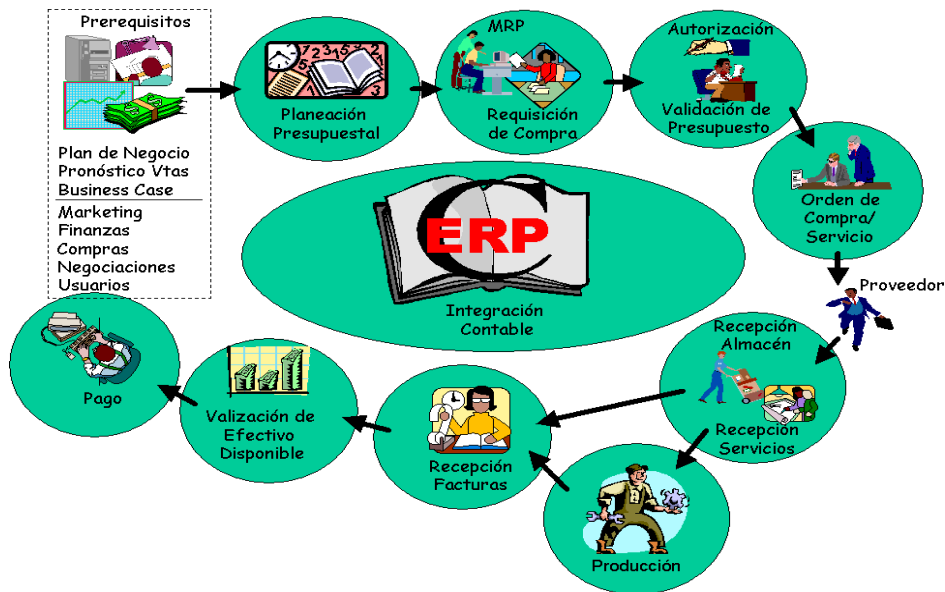 Prerequisitos
Plan de Negocio
Pronóstico Vtas
Business Case
Marketing
Finanzas
Compras
Negociaciones
Usuarios
Planeación
Presupuestal
MRP
Requisición
de Compra
Autorización
Validación de
Presupuesto
Orden de
Compra/
Servicio
Proveedor
Recepción
Almacén
Recepción
Servicios
Producción
Recepción
Facturas
Valización de
Efectivo
Disponible
Pago
C
ERP
Integración
Contable